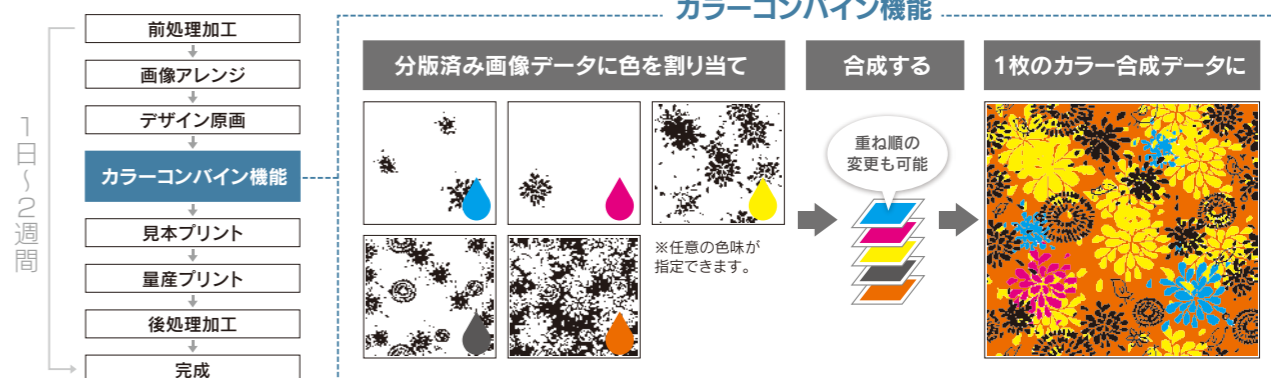 カラーコンバイン機能
1日~2週間
前処理加工
画像アレンジ
デザイン原画
カラーコンバイン機能
見本プリント
量産プリント
後処理加工
完成
分版済み画像データに色を割り当て
※任意の色味が
指定できます。
合成する
重ね順の
変更も可能
1枚のカラー合成データに